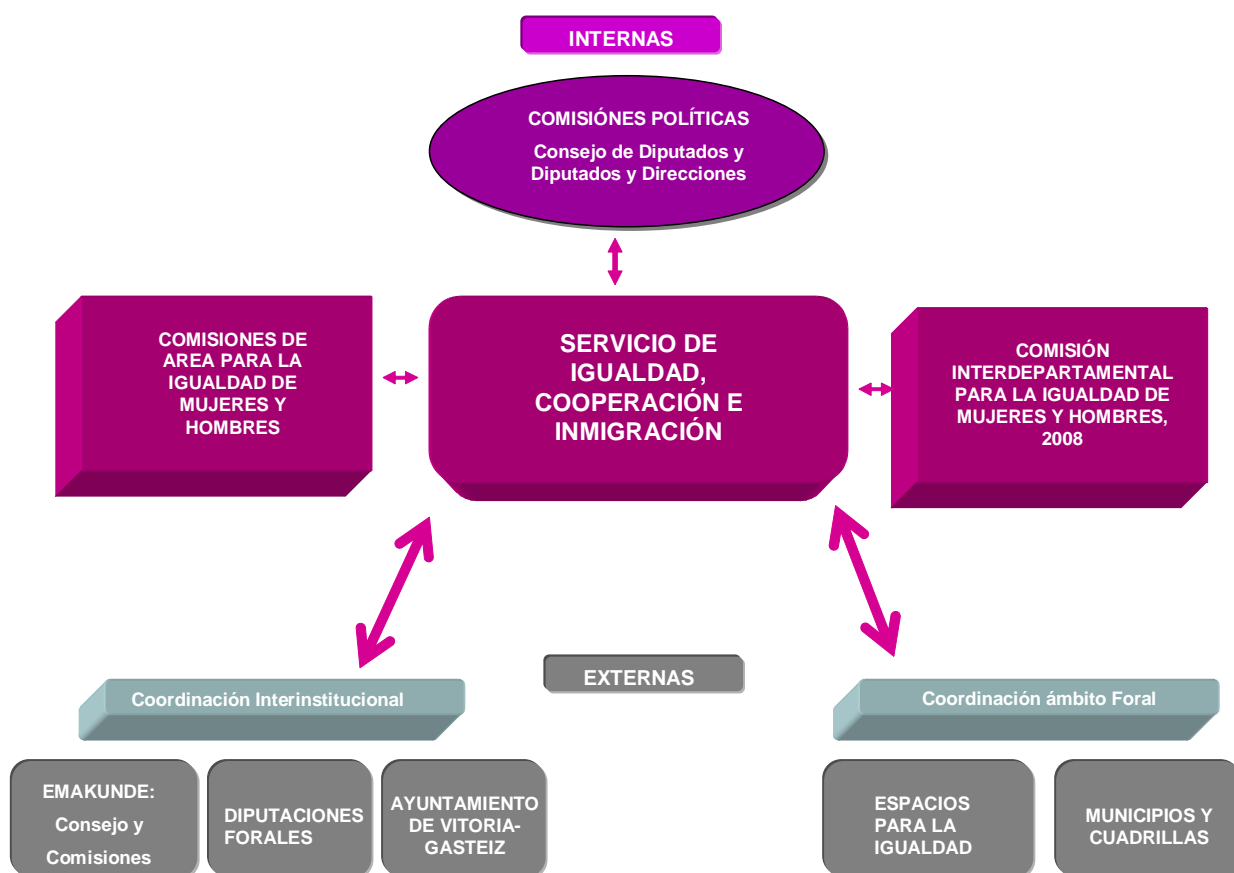 INTERNAS
COMISIÓNES POLÍTICAS
Consejo de Diputados y
Diputados y Direcciones
COMISIONES DE
AREA PARA LA
IGUALDAD DE
MUJERES Y
HOMBRES
SERVICIO DE
IGUALDAD,
COOPERACIÓN E
INMIGRACIÓN
COMISIÓN
INTERDEPARTAMENTAL
PARA LA IGUALDAD DE
MUJERES Y HOMBRES,
2008
EXTERNAS
Coordinación Interinstitucional
Coordinación ámbito Foral
EMAKUNDE:
Consejo y
Comisiones
DIPUTACIONES
FORALES
AYUNTAMIENTO
DE VITORIA-
GASTEIZ
ESPACIOS
PARA LA
IGUALDAD
MUNICIPIOS Y
CUADRILLAS